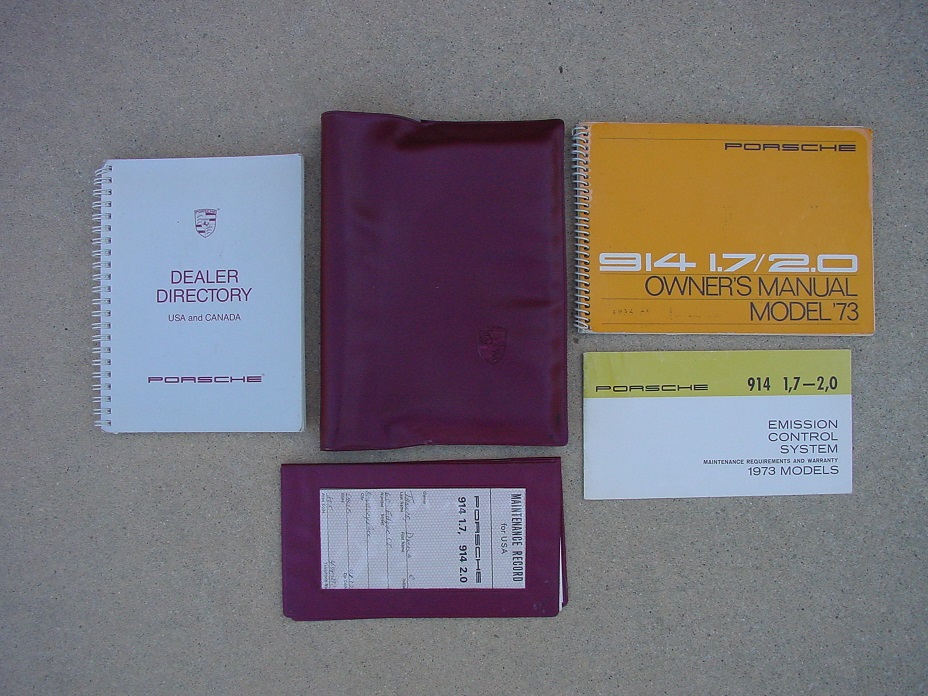 DEALER
DIRECTORY
USA and CANADA
PORSCHE
PORSCHE
914 1.7/2.0
OWNER'S MANUAL
MODEL '73
PORSCHE 914 1,7—2,0
EMISSION
CONTROL
SYSTEM
MAINTENANCE REQUIREMENTS AND WARRANTY
1973 MODELS
MAINTENANCE RECORD
for USA
PORSCHE
914 1.7, 914 2.0